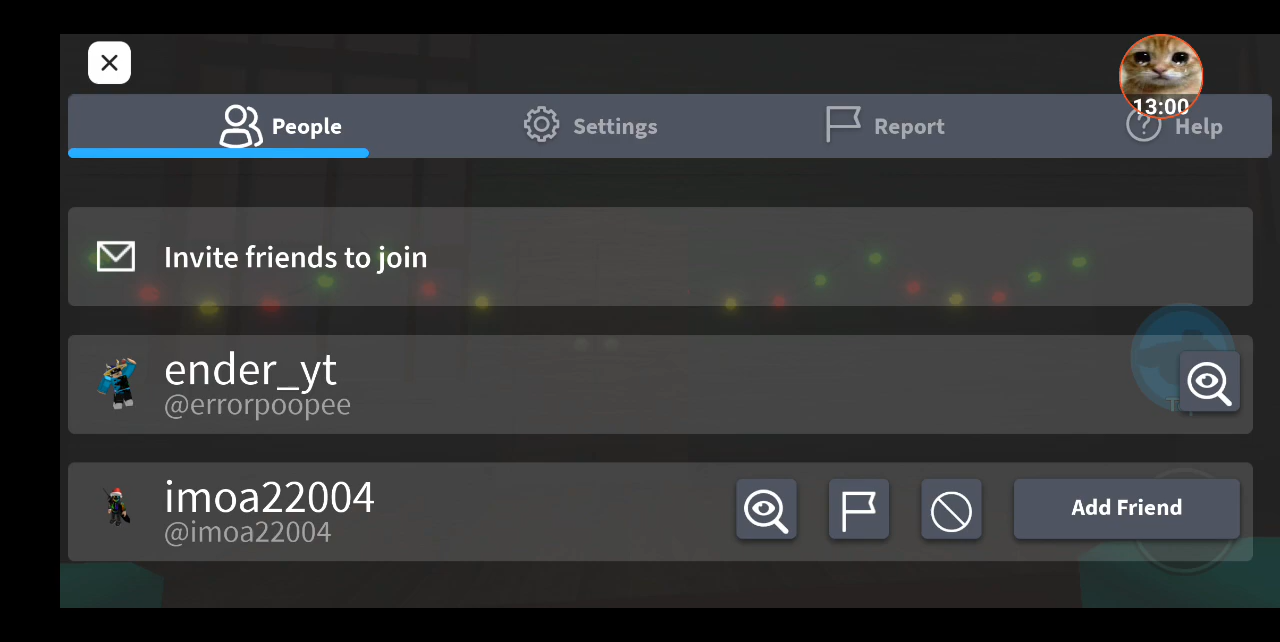 13:00
People
Settings
Report
Help
Invite friends to join
ender_yt
@errorpoopee
imoa22004
@imoa22004
Add Friend